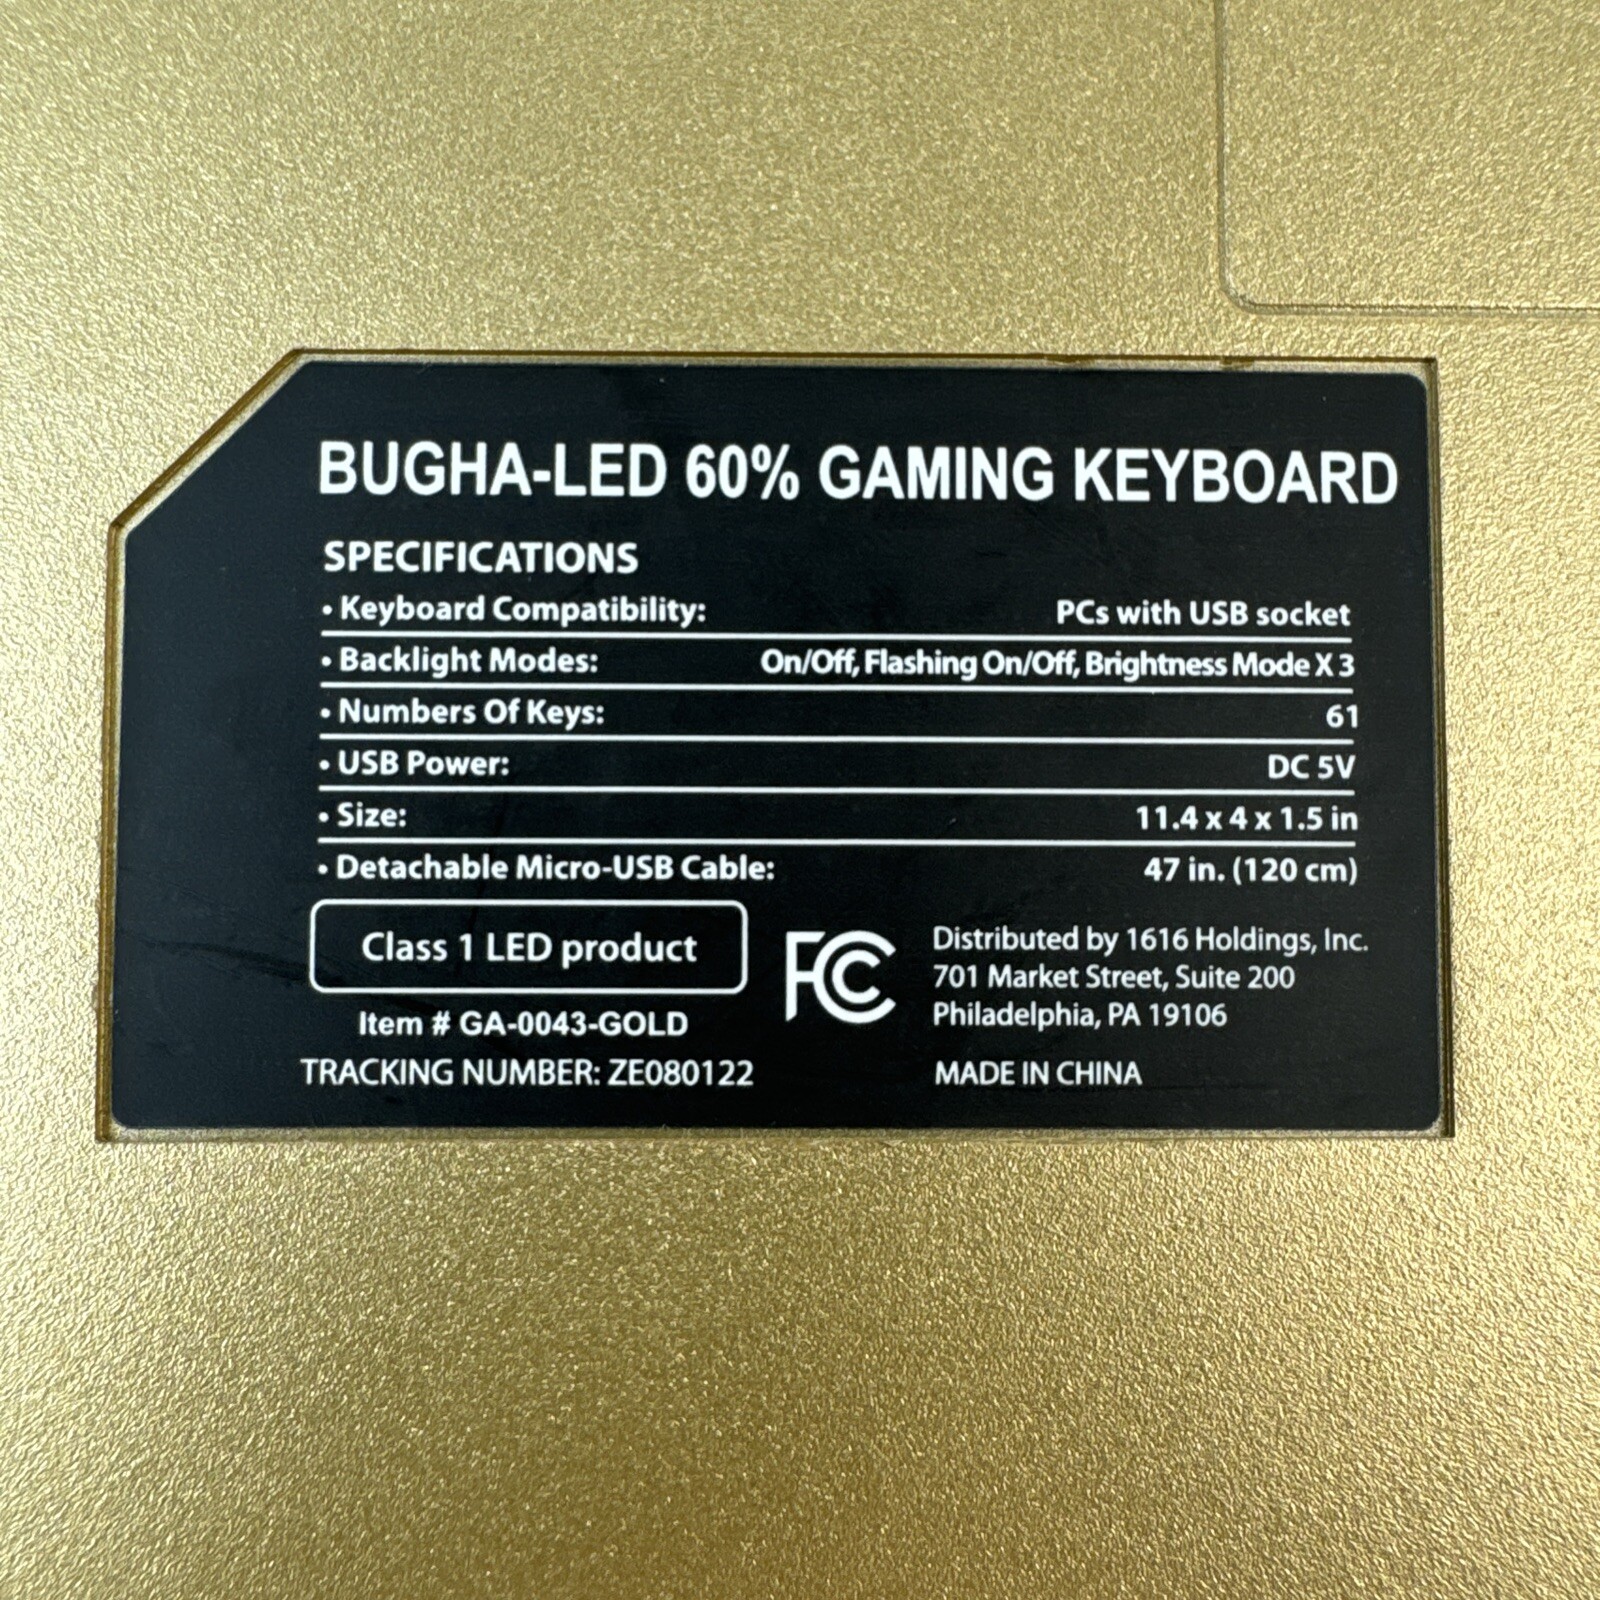 BUGHA-LED 60% GAMING KEYBOARD
SPECIFICATIONS
• Keyboard Compatibility: PCs with USB socket
• Backlight Modes: On/Off, Flashing On/Off, Brightness Mode X 3
• Numbers Of Keys: 61
• USB Power: DC 5V
• Size: 11.4 x 4 x 1.5 in
• Detachable Micro-USB Cable: 47 in. (120 cm)
Class 1 LED product
Item # GA-0043-GOLD
TRACKING NUMBER: ZE080122
FC
Distributed by 1616 Holdings, Inc.
701 Market Street, Suite 200
Philadelphia, PA 19106
MADE IN CHINA